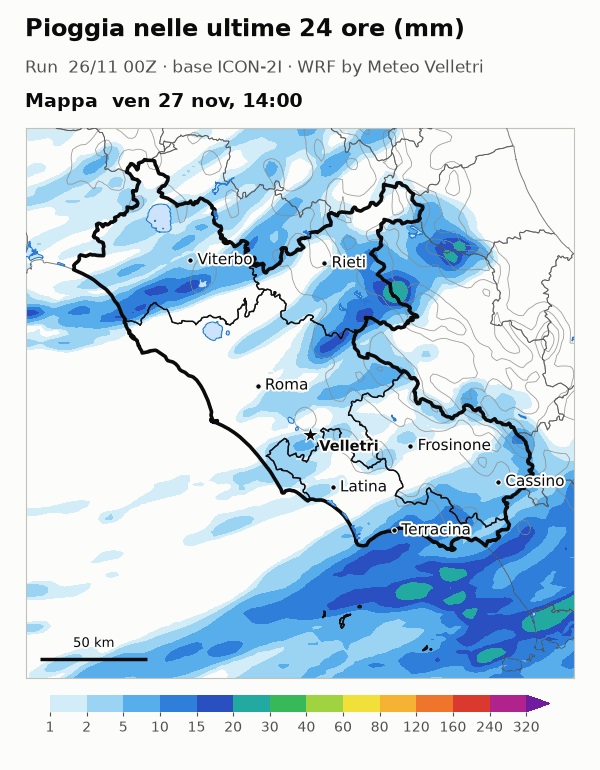 Pioggia nelle ultime 24 ore (mm)
Run 26/11 00Z · base ICON-2I · WRF by Meteo Velletri
Mappa ven 27 nov, 14:00
Viterbo
Rieti
Roma
Velletri
Frosinone
Cassino
Latina
Terracina
50 km
1 2 5 10 15 20 30 40 60 80 120 160 240 320